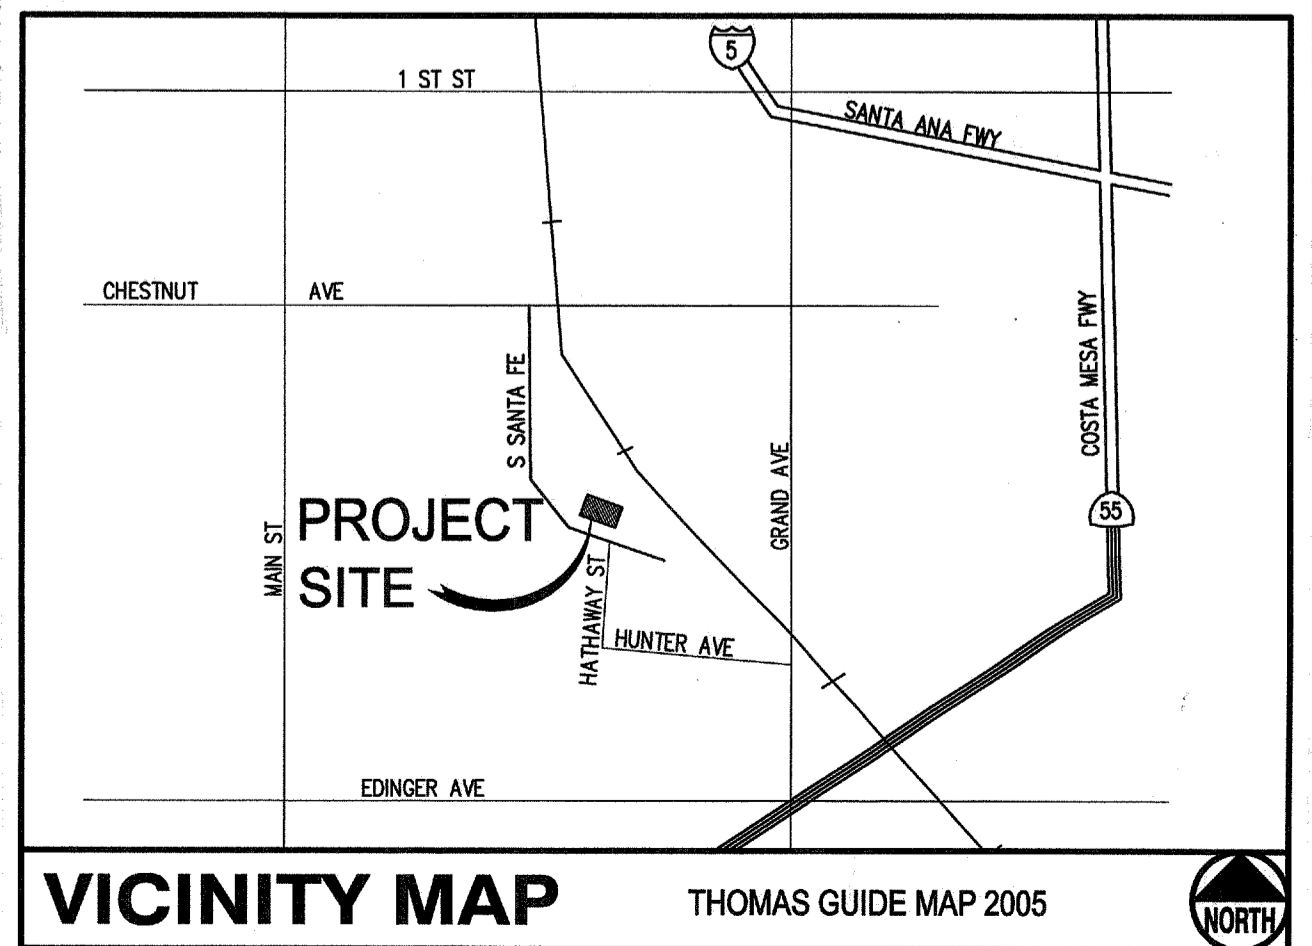 5
1 ST ST
SANTA ANA FWY
CHESTNUT AVE
S SANTA FE
COSTA MESA FWY
GRAND AVE
MAIN ST
PROJECT
SITE
55
HATHAWAY ST
HUNTER AVE
EDINGER AVE
VICINITY MAP
THOMAS GUIDE MAP 2005
NORTH